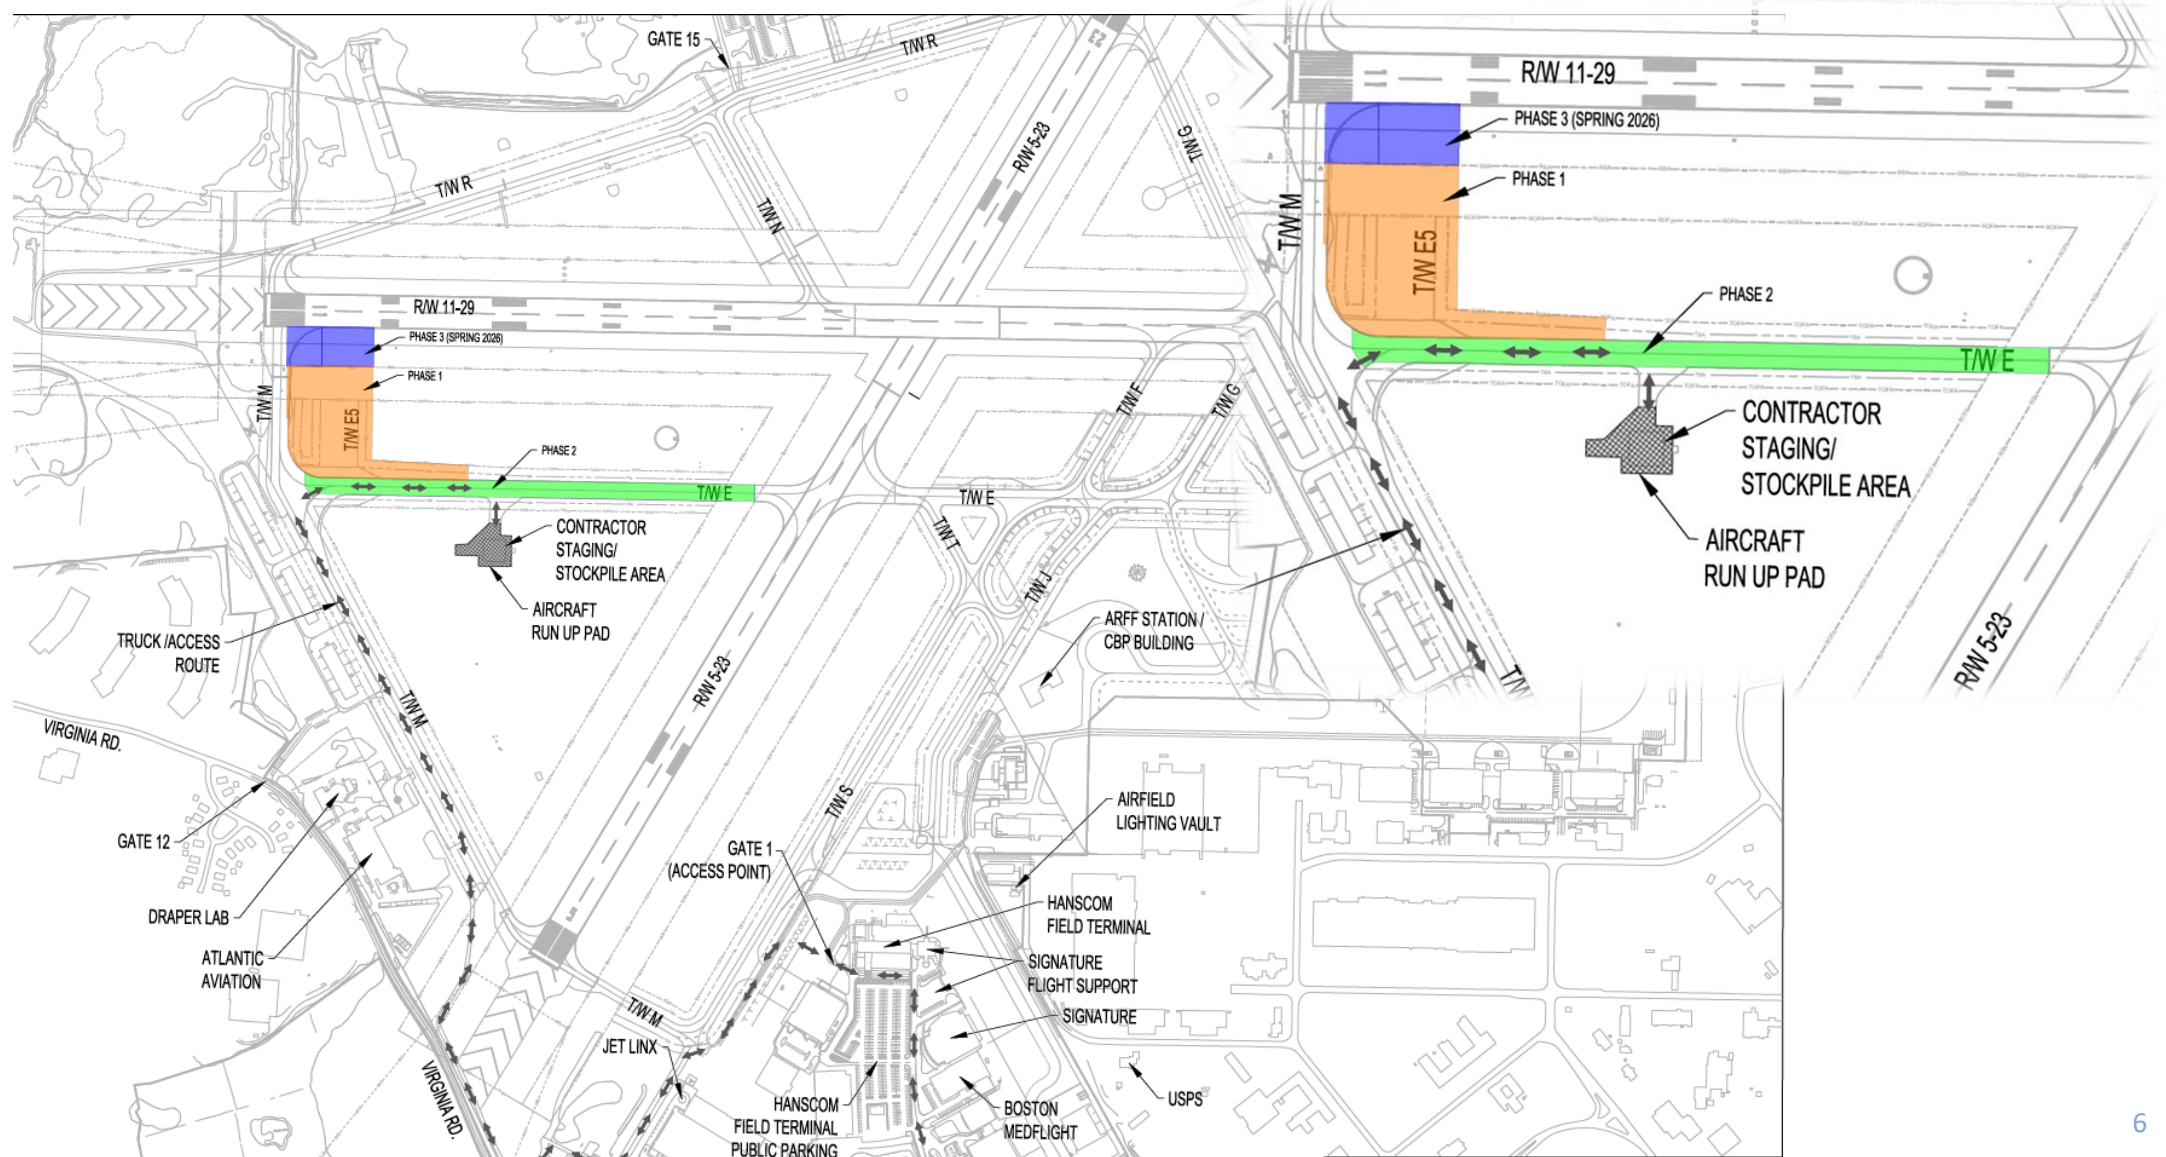 GATE 15
T/W R
23
R/W 5-23
T/W G
T/W R
T/W N
R/W 11-29
PHASE 3 (SPRING 2026)
PHASE 1
T/W M
T/W E5
PHASE 2
T/W E
T/W F
T/W G
T/W E
T/W T
T/W J
CONTRACTOR
STAGING/
STOCKPILE AREA
AIRCRAFT
RUN UP PAD
TRUCK /ACCESS
ROUTE
T/W M
R/W 5-23
ARFF STATION /
CBP BUILDING
VIRGINIA RD.
GATE 12
DRAPER LAB
ATLANTIC
AVIATION
T/W S
GATE 1
(ACCESS POINT)
AIRFIELD
LIGHTING VAULT
HANSCOM
FIELD TERMINAL
SIGNATURE
FLIGHT SUPPORT
SIGNATURE
5
T/W M
JET LINX
VIRGINIA RD.
HANSCOM
FIELD TERMINAL
PUBLIC PARKING
BOSTON
MEDFLIGHT
USPS
R/W 11-29
PHASE 3 (SPRING 2026)
PHASE 1
T/W M
T/W E5
PHASE 2
T/W E
CONTRACTOR
STAGING/
STOCKPILE AREA
AIRCRAFT
RUN UP PAD
R/W 5-23
T/W
6